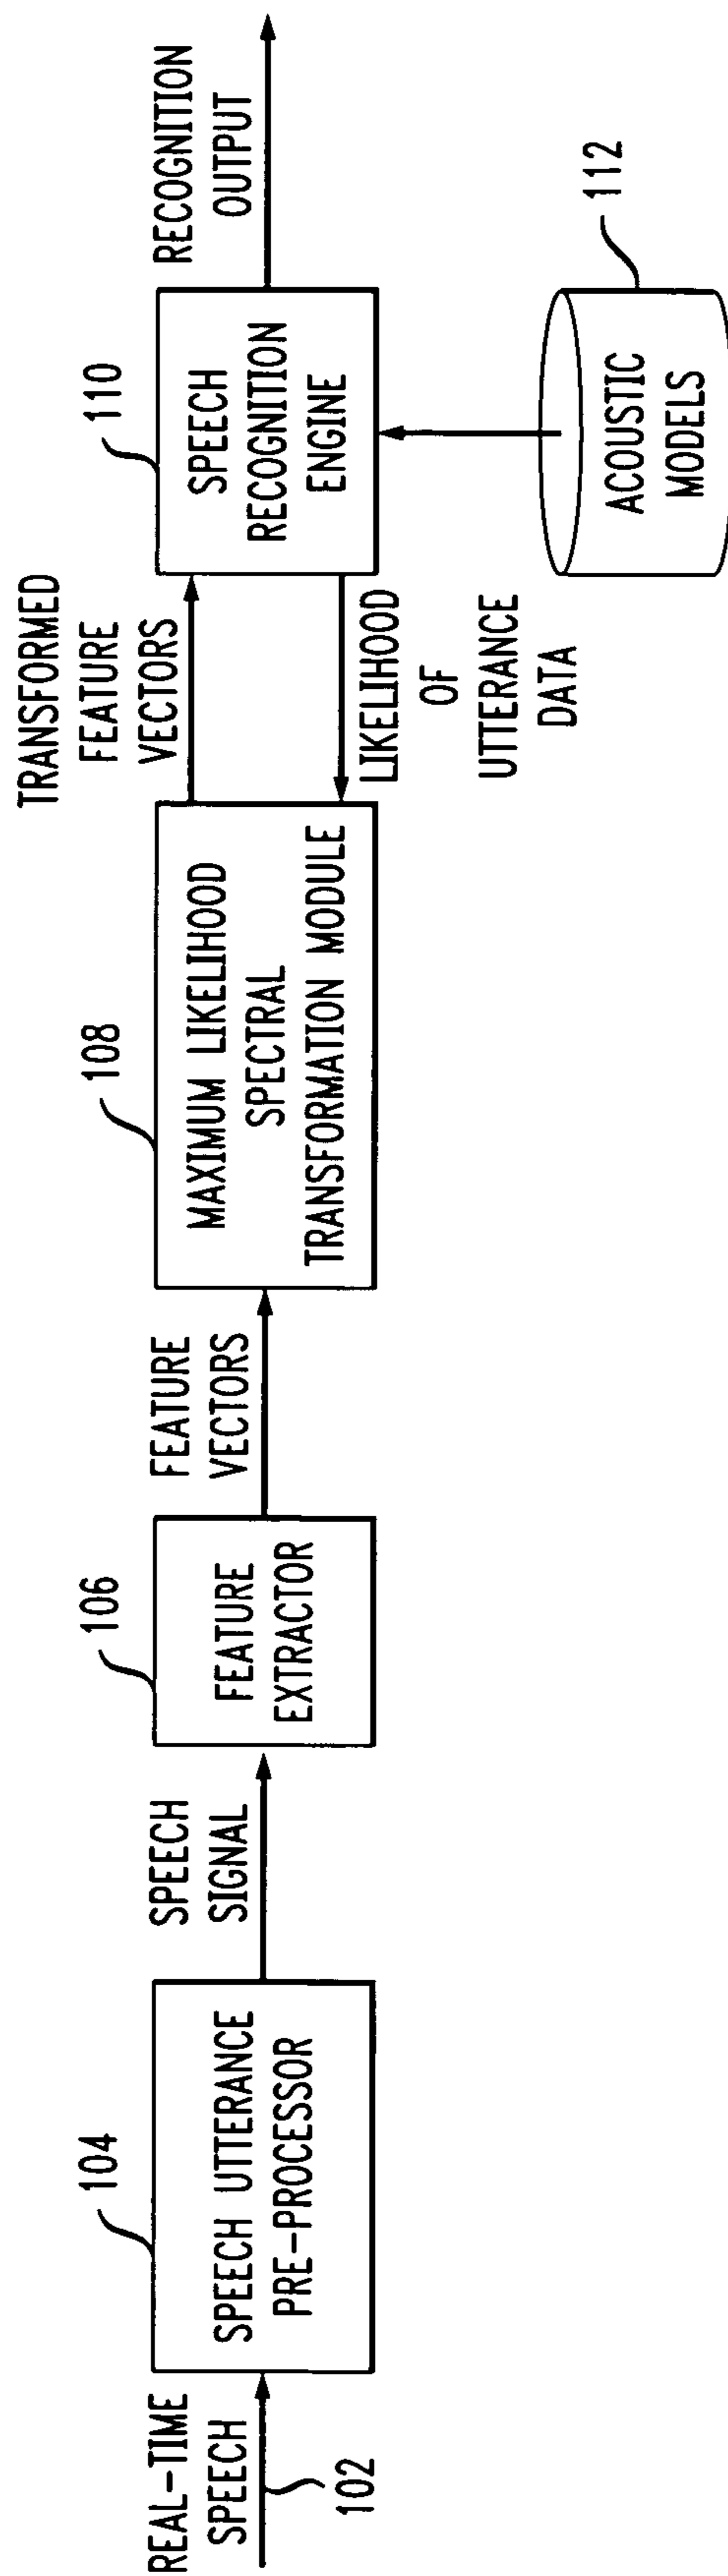 REAL-TIME
SPEECH
102
104
SPEECH UTTERANCE
PRE-PROCESSOR
SPEECH
SIGNAL
106
FEATURE
EXTRACTOR
FEATURE
VECTORS
108
MAXIMUM LIKELIHOOD
SPECTRAL
TRANSFORMATION MODULE
TRANSFORMED
FEATURE
VECTORS
LIKELIHOOD
OF
UTTERANCE
DATA
110
SPEECH
RECOGNITION
ENGINE
RECOGNITION
OUTPUT
112
ACOUSTIC
MODELS